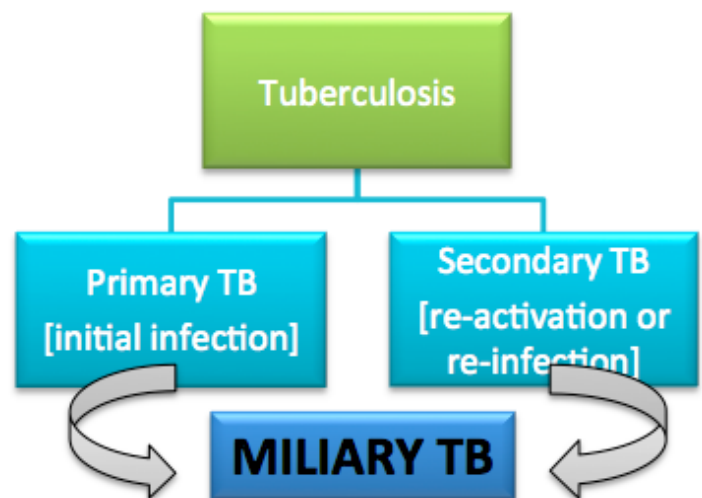 Tuberculosis
Primary TB
[initial infection]
Secondary TB
[re-activation or
re-infection]
MILIARY TB